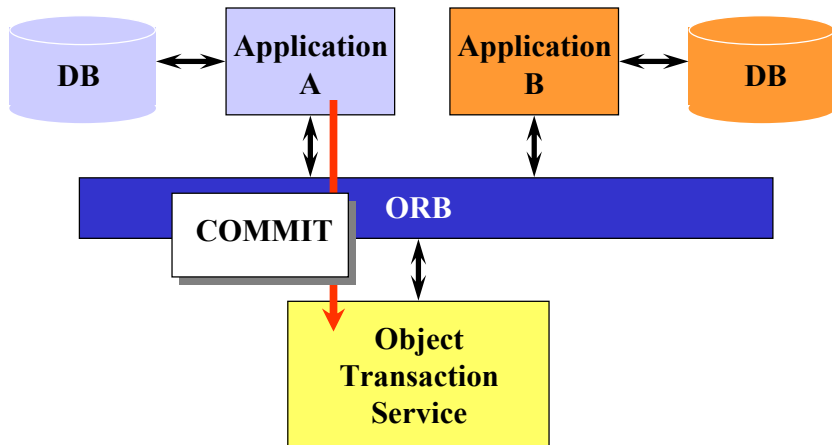 DB
Application
A
Application
B
DB
ORB
COMMIT
Object
Transaction
Service